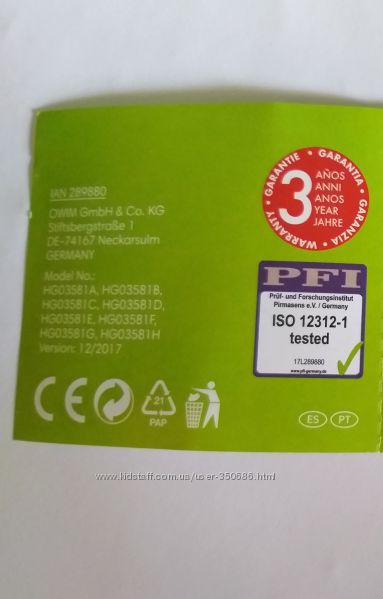 IAN 289880
OWIM GmbH & Co. KG
Stiftsbergstraße 1
DE-74167 Neckarsulm
GERMANY
Model No.:
HG03581A, HG03581B,
HG03581C, HG03581D,
HG03581E, HG03581F,
HG03581G, HG03581H
Version: 12/2017
CE
21
PAP
GARANTIE • GARANTIA • GARANZIA • WARRANTY •
3
AÑOS
ANNI
ANOS
YEAR
JAHRE
PFI
Prüf- und Forschungsinstitut
Pirmasens e.V. / Germany
ISO 12312-1
tested
17L289880
www.pfi-germany.de
ES PT
www.kidstaff.com.ua/user-350686.html